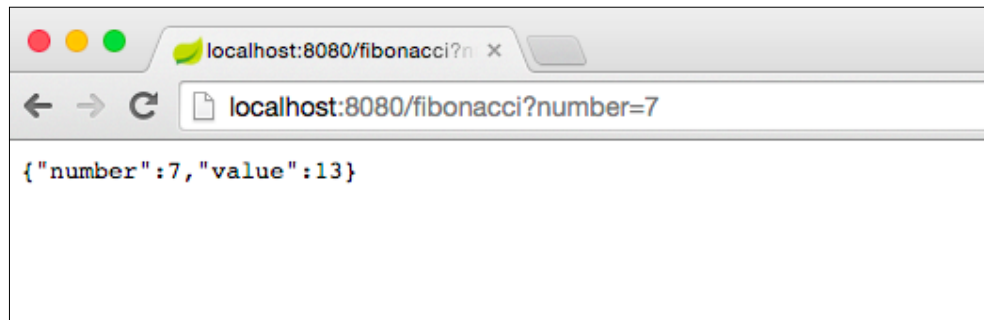 localhost:8080/fibonacci?n
localhost:8080/fibonacci?number=7
{"number":7,"value":13}